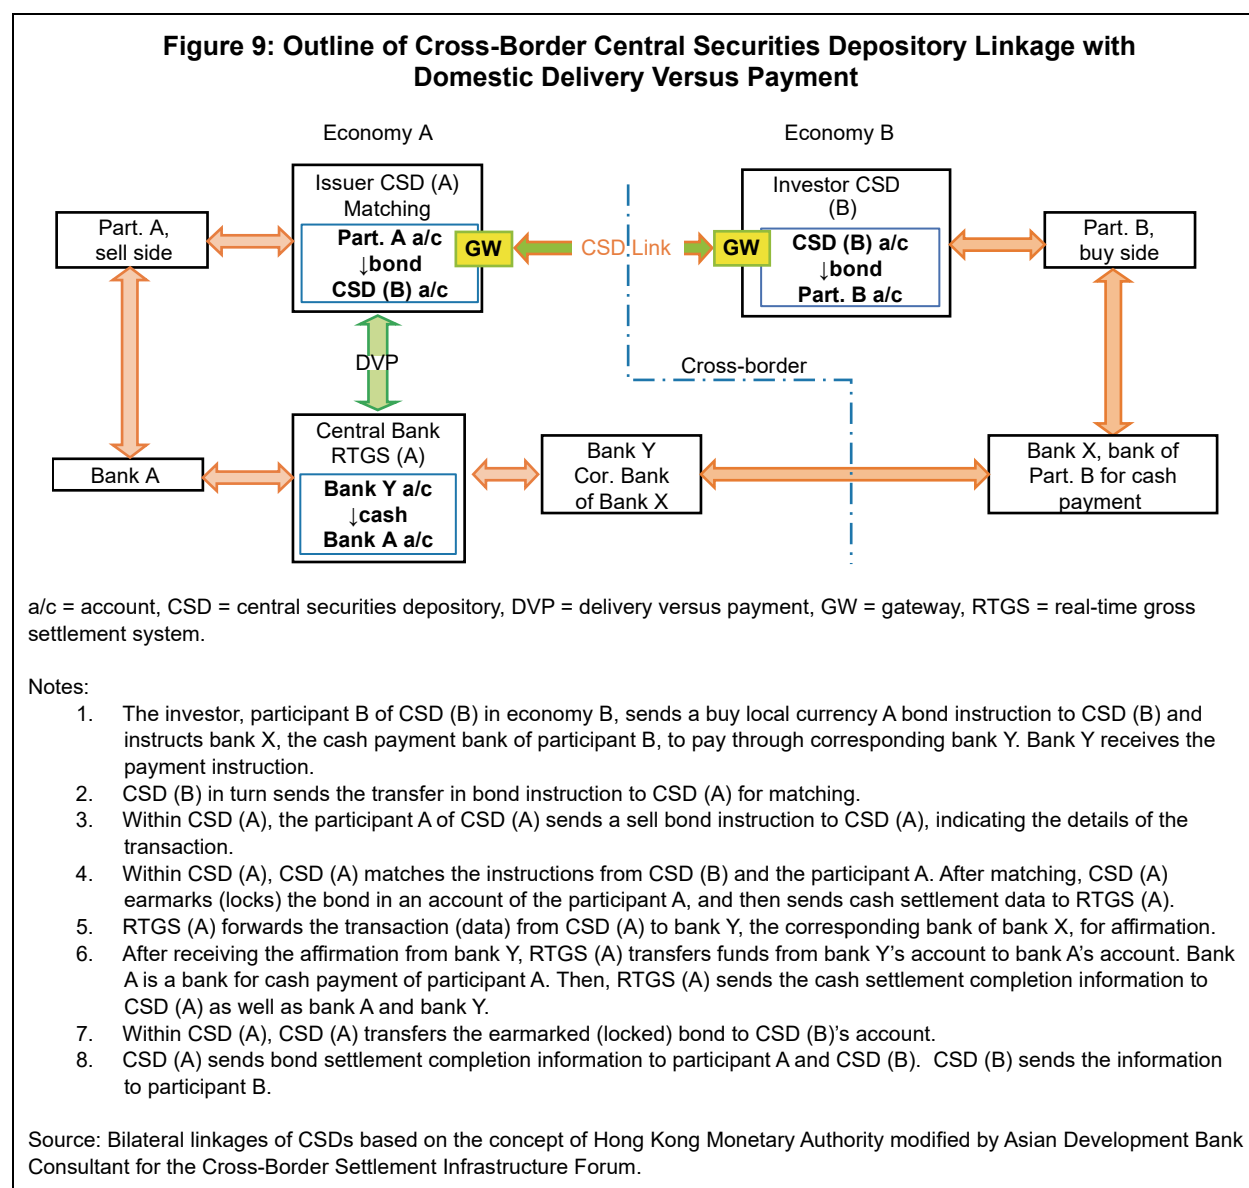 Figure 9: Outline of Cross-Border Central Securities Depository Linkage with
Domestic Delivery Versus Payment
Economy A
Economy B
Issuer CSD (A)
Matching
Part. A a/c
↓bond
CSD (B) a/c
GW
CSD Link
GW
Investor CSD
(B)
CSD (B) a/c
↓bond
Part. B a/c
Part. A,
sell side
Part. B,
buy side
DVP
Cross-border
Central Bank
RTGS (A)
Bank Y a/c
↓cash
Bank A a/c
Bank A
Bank Y
Cor. Bank
of Bank X
Bank X, bank of
Part. B for cash
payment
a/c = account, CSD = central securities depository, DVP = delivery versus payment, GW = gateway, RTGS = real-time gross
settlement system.
Notes:
1. The investor, participant B of CSD (B) in economy B, sends a buy local currency A bond instruction to CSD (B) and
instructs bank X, the cash payment bank of participant B, to pay through corresponding bank Y. Bank Y receives the
payment instruction.
2. CSD (B) in turn sends the transfer in bond instruction to CSD (A) for matching.
3. Within CSD (A), the participant A of CSD (A) sends a sell bond instruction to CSD (A), indicating the details of the
transaction.
4. Within CSD (A), CSD (A) matches the instructions from CSD (B) and the participant A. After matching, CSD (A)
earmarks (locks) the bond in an account of the participant A, and then sends cash settlement data to RTGS (A).
5. RTGS (A) forwards the transaction (data) from CSD (A) to bank Y, the corresponding bank of bank X, for affirmation.
6. After receiving the affirmation from bank Y, RTGS (A) transfers funds from bank Y's account to bank A's account. Bank
A is a bank for cash payment of participant A. Then, RTGS (A) sends the cash settlement completion information to
CSD (A) as well as bank A and bank Y.
7. Within CSD (A), CSD (A) transfers the earmarked (locked) bond to CSD (B)'s account.
8. CSD (A) sends bond settlement completion information to participant A and CSD (B). CSD (B) sends the information
to participant B.
Source: Bilateral linkages of CSDs based on the concept of Hong Kong Monetary Authority modified by Asian Development Bank
Consultant for the Cross-Border Settlement Infrastructure Forum.